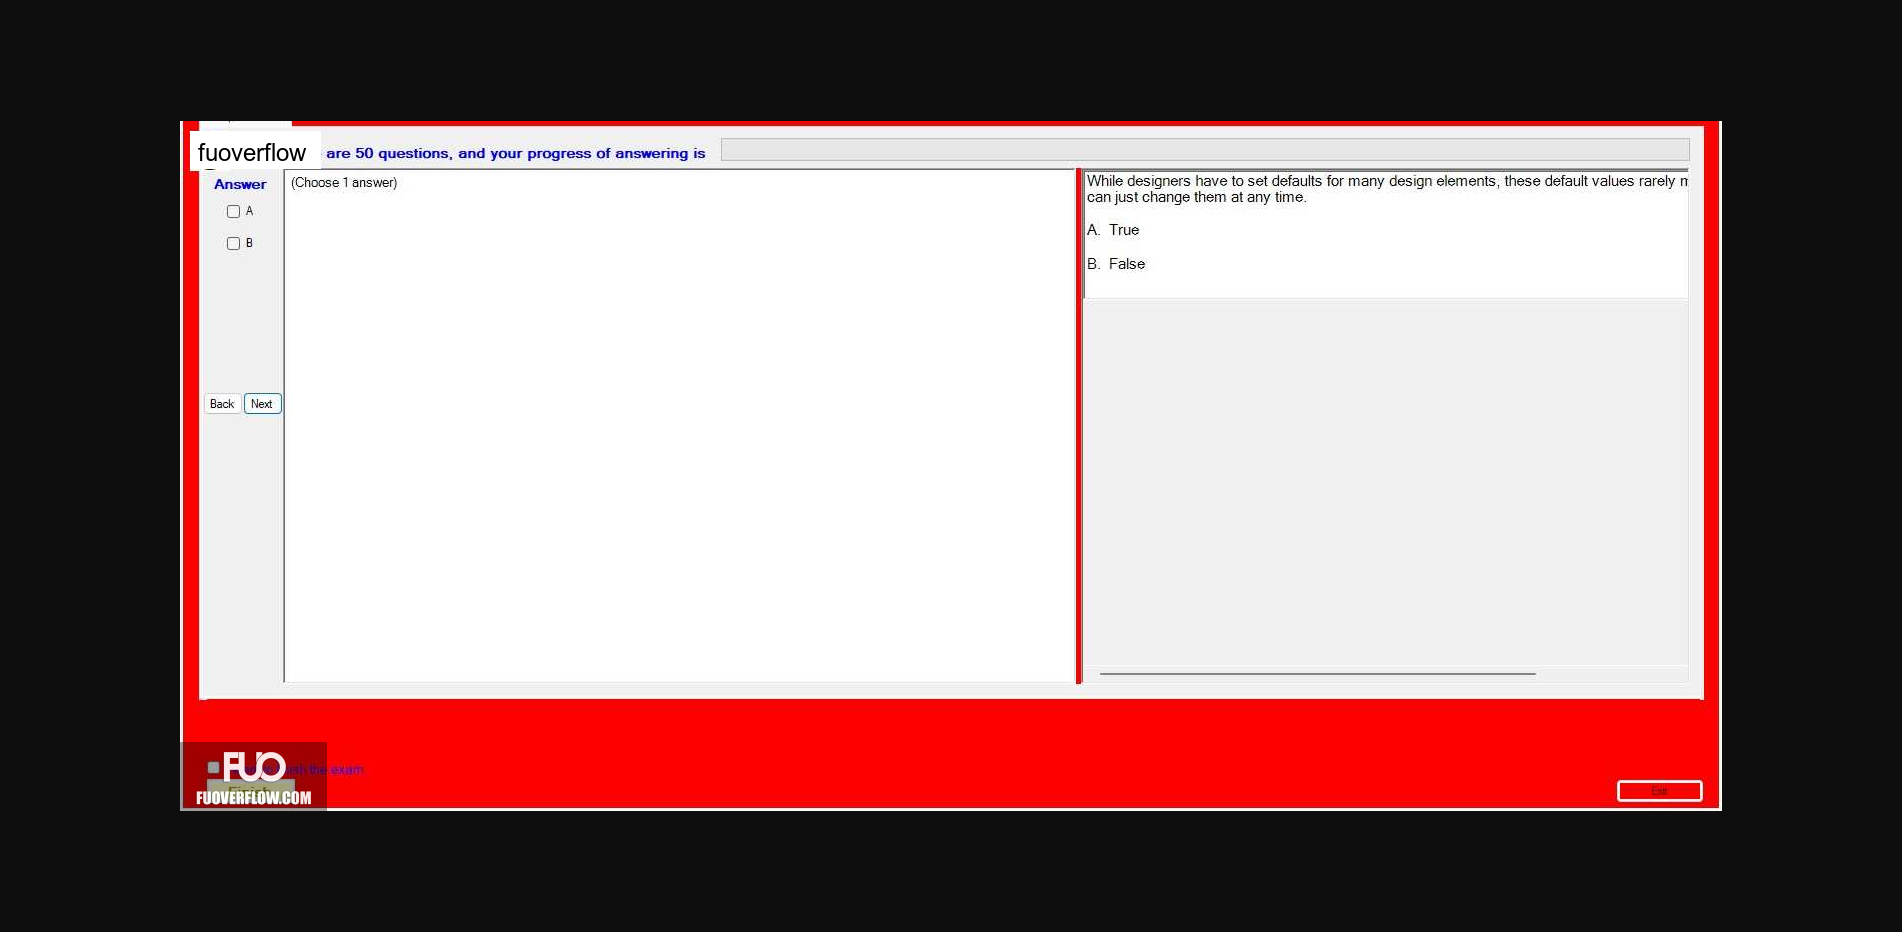 fuoverflow are 50 questions, and your progress of answering is
Answer
(Choose 1 answer)
A
B
Back Next
While designers have to set defaults for many design elements, these default values rarely
can just change them at any time.
A. True
B. False
FUO
the exam
Finish
FUOVERFLOW.COM
Exit